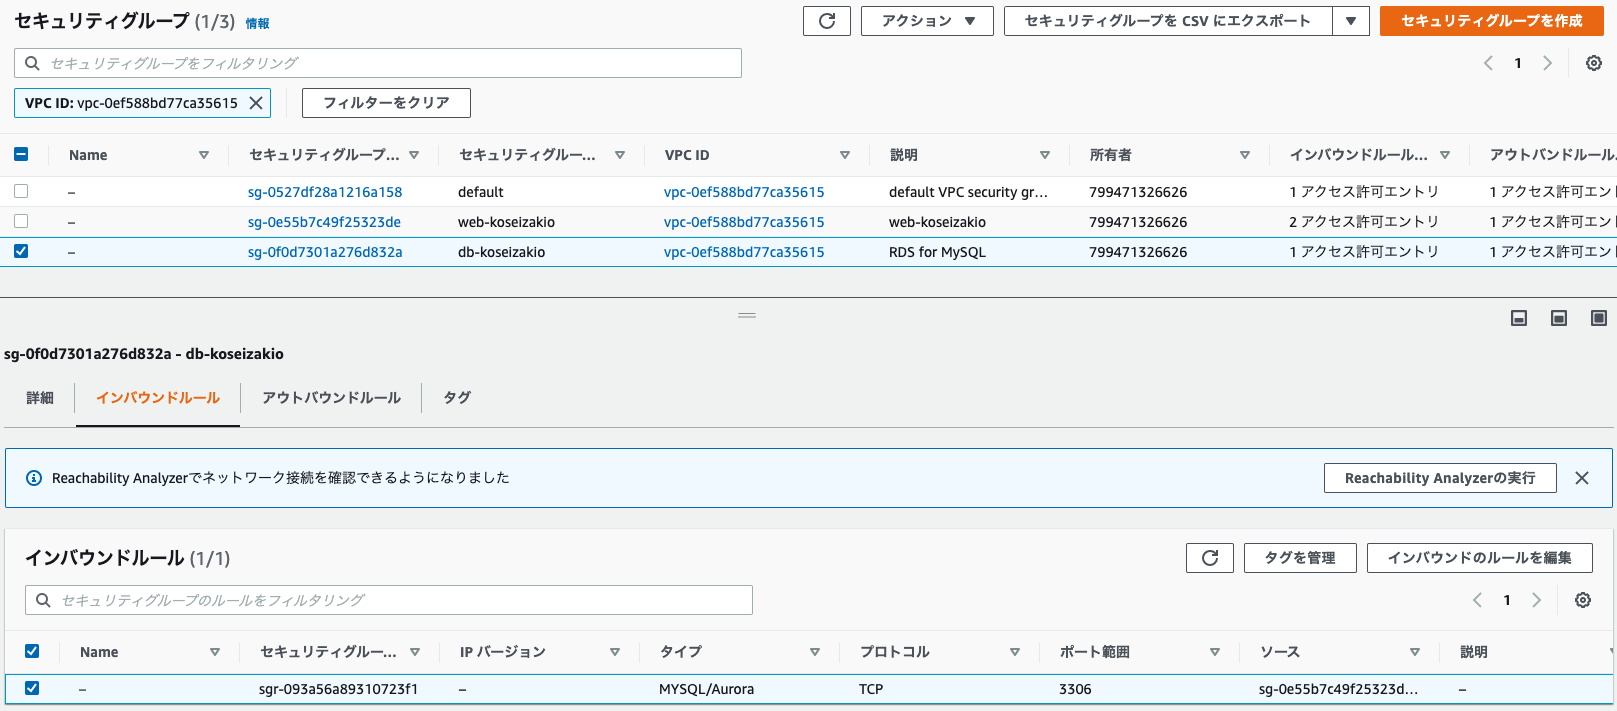 セキュリティグループ (1/3) 情報
アクション ▼
セキュリティグループを CSV にエクスポート ▼
セキュリティグループを作成
セキュリティグループをフィルタリング
1
VPC ID: vpc-0ef588bd77ca35615
フィルターをクリア
Name セキュリティグループ... セキュリティグルー... VPC ID 説明 所有者 インバウンドルール... アウトバンドルール
– sg-0527df28a1216a158 default vpc-0ef588bd77ca35615 default VPC security gr... 799471326626 1 アクセス許可エントリ 1 アクセス許可エント
– sg-0e55b7c49f25323de web-koseizakio vpc-0ef588bd77ca35615 web-koseizakio 799471326626 2 アクセス許可エントリ 1 アクセス許可エント
– sg-0f0d7301a276d832a db-koseizakio vpc-0ef588bd77ca35615 RDS for MySQL 799471326626 1 アクセス許可エントリ 1 アクセス許可エント
sg-0f0d7301a276d832a - db-koseizakio
詳細 インバウンドルール アウトバウンドルール タグ
Reachability Analyzerでネットワーク接続を確認できるようになりました
Reachability Analyzerの実行
インバウンドルール (1/1)
タグを管理
インバウンドのルールを編集
セキュリティグループのルールをフィルタリング
1
Name セキュリティグルー... IP バージョン タイプ プロトコル ポート範囲 ソース 説明
– sgr-093a56a89310723f1 – MYSQL/Aurora TCP 3306 sg-0e55b7c49f25323d... –